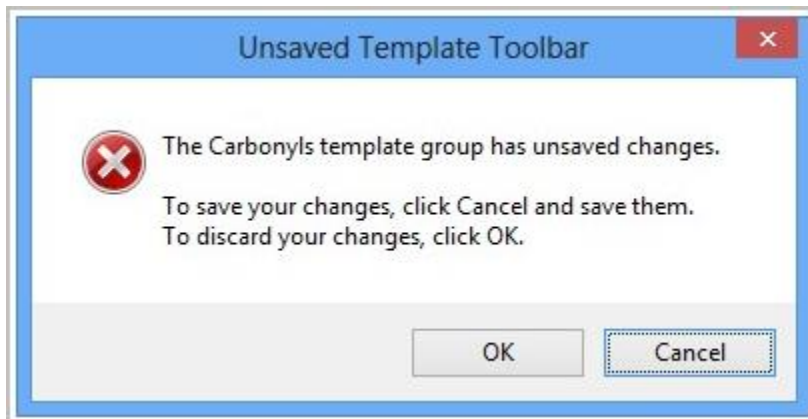 Unsaved Template Toolbar
The Carbonyls template group has unsaved changes.
To save your changes, click Cancel and save them.
To discard your changes, click OK.
OK
Cancel